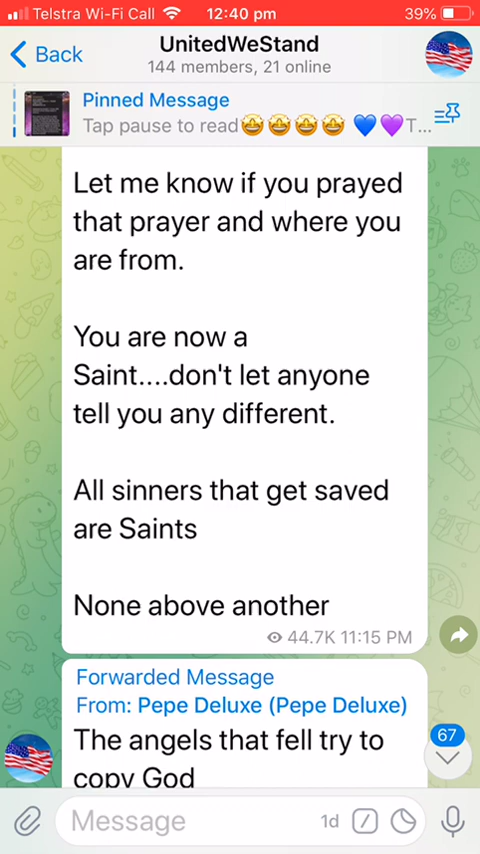 Telstra Wi-Fi Call 12:40 pm 39%
Back UnitedWeStand
144 members, 21 online
Pinned Message
Tap pause to read🤩🤩🤩🤩 💙💜T...
Let me know if you prayed
that prayer and where you
are from.
You are now a
Saint....don't let anyone
tell you any different.
All sinners that get saved
are Saints
None above another
44.7K 11:15 PM
Forwarded Message
From: Pepe Deluxe (Pepe Deluxe)
The angels that fell try to
copy God
67
Message 1d